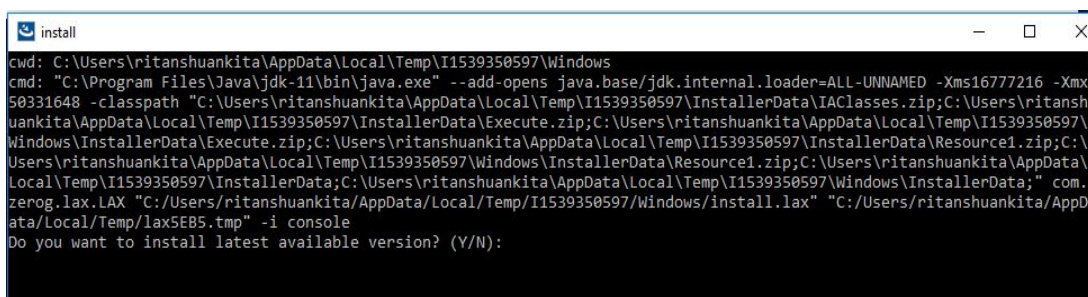 install
cwd: C:\Users\ritanshuankita\AppData\Local\Temp\I1539350597\Windows
cmd: "C:\Program Files\Java\jdk-11\bin\java.exe" --add-opens java.base/jdk.internal.loader=ALL-UNNAMED -Xms16777216 -Xmx
50331648 -classpath "C:\Users\ritanshuankita\AppData\Local\Temp\I1539350597\InstallerData\IAClasses.zip;C:\Users\ritansh
uankita\AppData\Local\Temp\I1539350597\InstallerData\Execute.zip;C:\Users\ritanshuankita\AppData\Local\Temp\I1539350597\
Windows\InstallerData\Execute.zip;C:\Users\ritanshuankita\AppData\Local\Temp\I1539350597\InstallerData\Resource1.zip;C:\
Users\ritanshuankita\AppData\Local\Temp\I1539350597\Windows\InstallerData\Resource1.zip;C:\Users\ritanshuankita\AppData\
Local\Temp\I1539350597\InstallerData;C:\Users\ritanshuankita\AppData\Local\Temp\I1539350597\Windows\InstallerData;" com.
zerog.lax.LAX "C:/Users/ritanshuankita/AppData/Local/Temp/I1539350597/Windows/install.lax" "C:/Users/ritanshuankita/AppD
ata/Local/Temp/lax5EB5.tmp" -i console
Do you want to install latest available version? (Y/N):